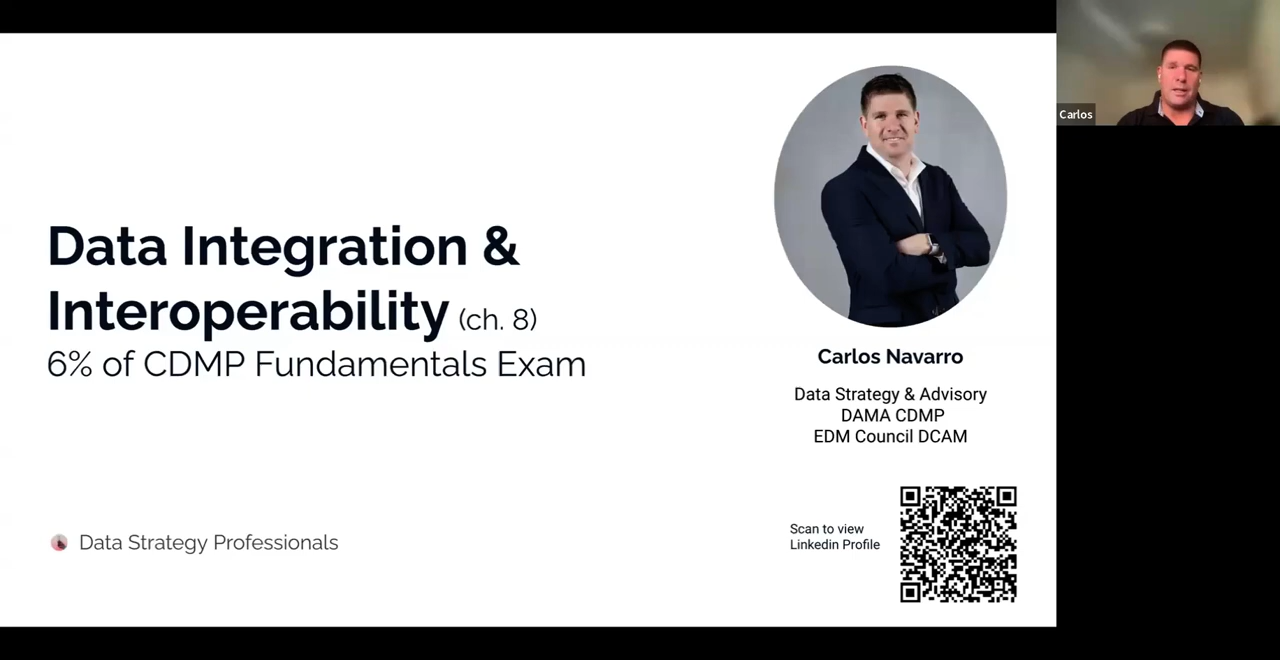 Data Integration &
Interoperability (ch. 8)
6% of CDMP Fundamentals Exam
Data Strategy Professionals
Carlos Navarro
Data Strategy & Advisory
DAMA CDMP
EDM Council DCAM
Scan to view
Linkedin Profile
Carlos